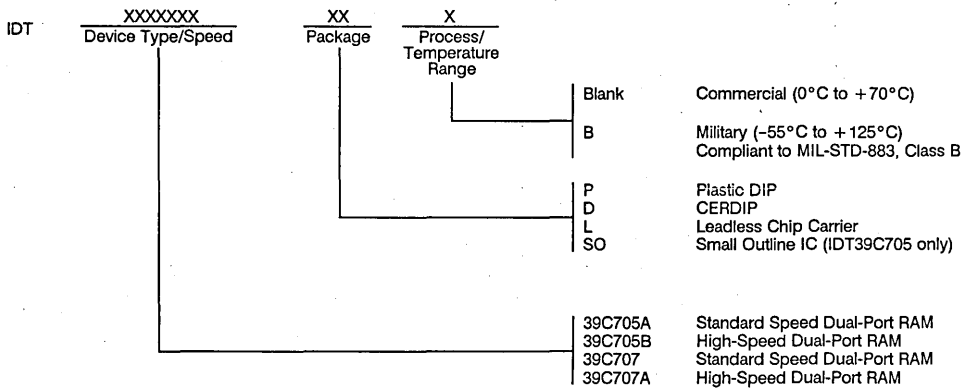 IDT XXXXXXX XX X
Device Type/Speed Package Process/
Temperature
Range
Blank Commercial (0°C to +70°C)
B Military (–55°C to +125°C)
Compliant to MIL-STD-883, Class B
P Plastic DIP
D CERDIP
L Leadless Chip Carrier
SO Small Outline IC (IDT39C705 only)
39C705A Standard Speed Dual-Port RAM
39C705B High-Speed Dual-Port RAM
39C707 Standard Speed Dual-Port RAM
39C707A High-Speed Dual-Port RAM